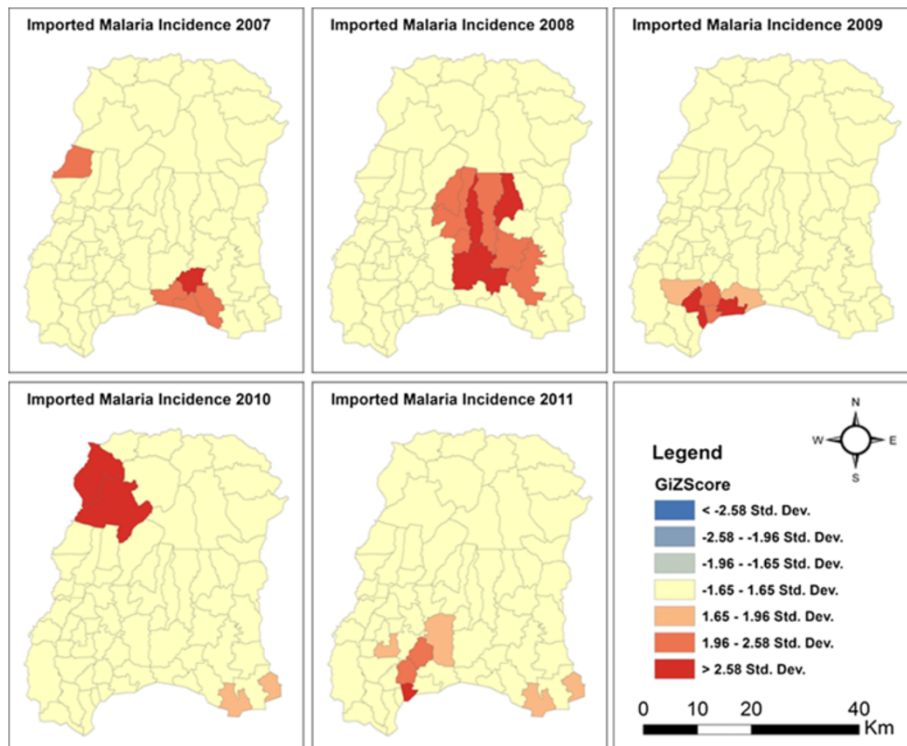 Imported Malaria Incidence 2007
Imported Malaria Incidence 2008
Imported Malaria Incidence 2009
Imported Malaria Incidence 2010
Imported Malaria Incidence 2011
N
W
E
S
Legend
GiZScore
< -2.58 Std. Dev.
-2.58 - -1.96 Std. Dev.
-1.96 - -1.65 Std. Dev.
-1.65 - 1.65 Std. Dev.
1.65 - 1.96 Std. Dev.
1.96 - 2.58 Std. Dev.
> 2.58 Std. Dev.
0 10 20 40
Km